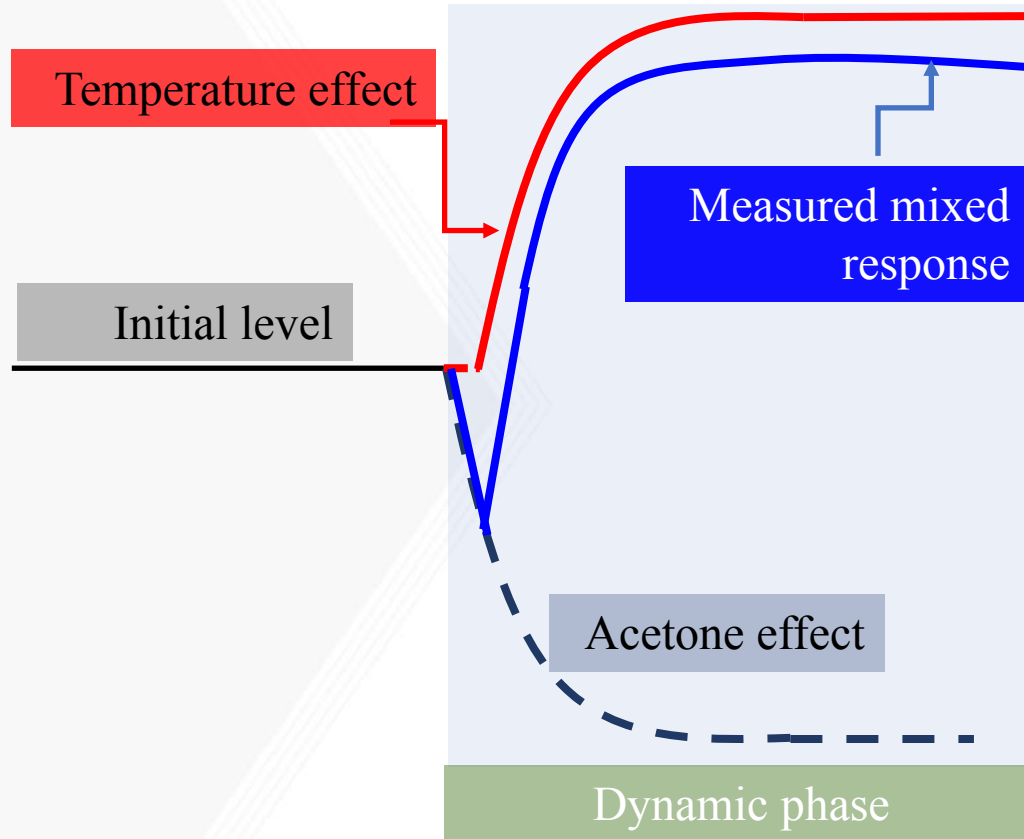 Temperature effect
Measured mixed
response
Initial level
Acetone effect
Dynamic phase